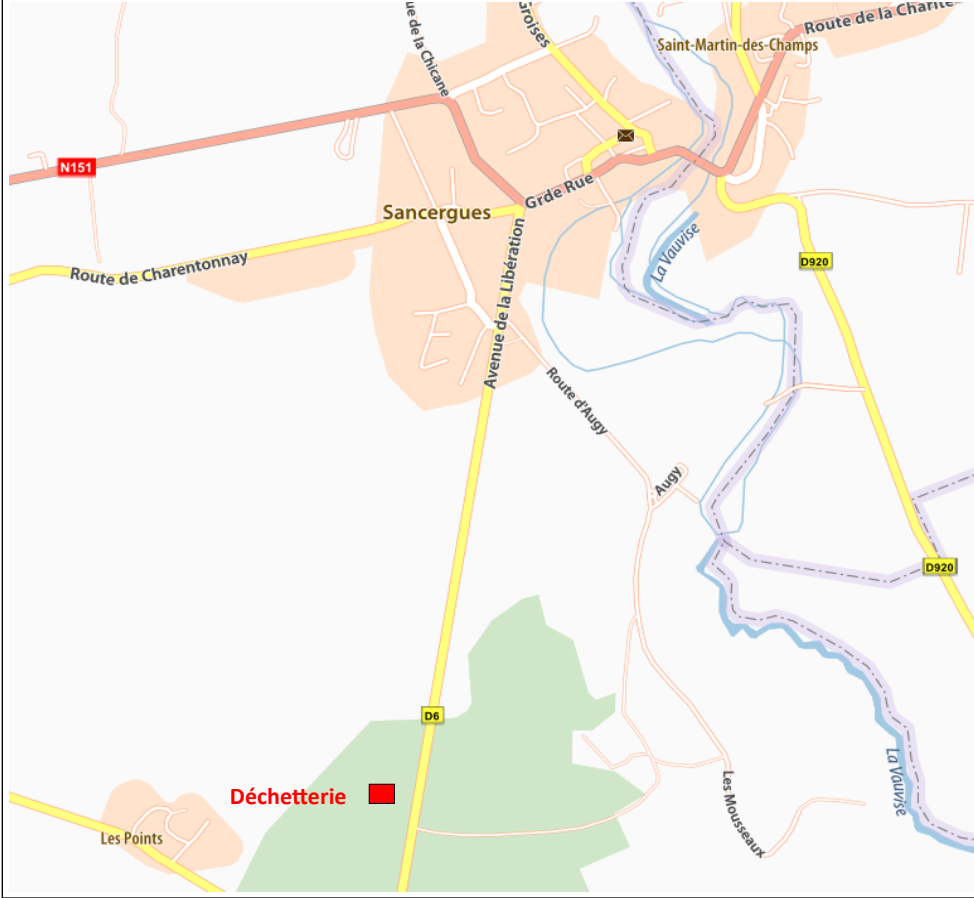 ue de la Chicane
Groises
Route de la Charité
Saint-Martin-des-Champs
N151
Grde Rue
Sancergues
La Vauvise
D920
Route de Charentonnay
Avenue de la Libération
Route d'Augy
Augy
D920
D6
La Vauvise
Déchetterie
Les Mousseaux
Les Points